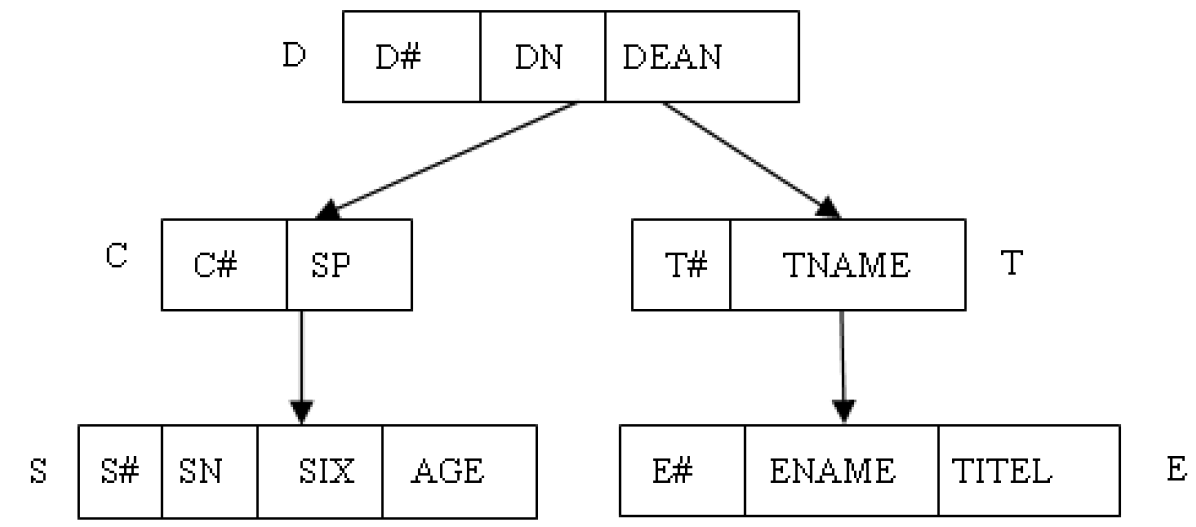 D D# DN DEAN
C C# SP T# TNAME T
S S# SN SIX AGE E# ENAME TITEL E